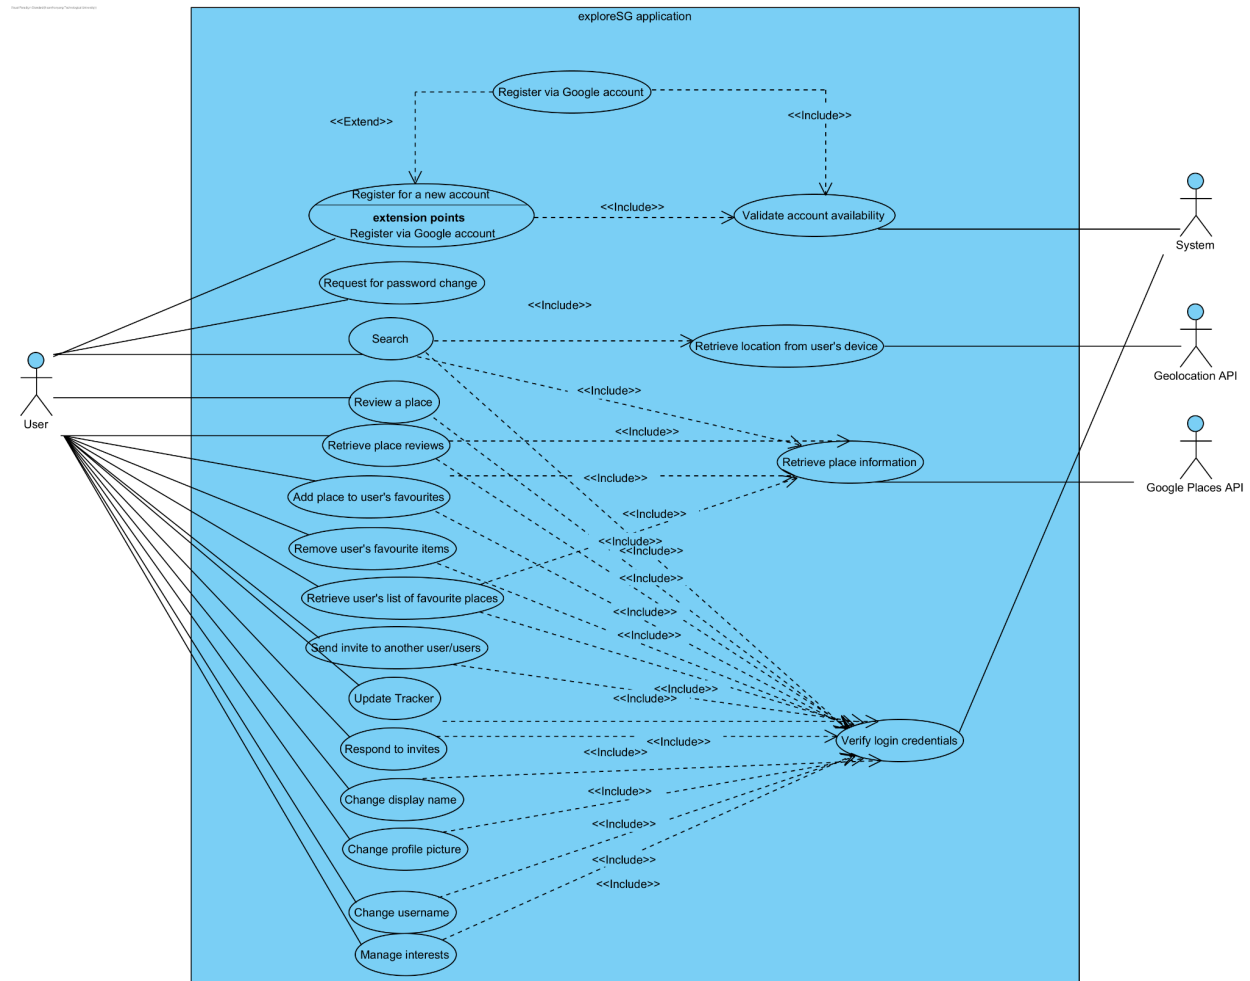 exploreSG application
Register via Google account
<<Extend>>
<<Include>>
Register for a new account
extension points
Register via Google account
<<Include>>
Validate account availability
System
Request for password change
<<Include>>
Search
Retrieve location from user's device
Geolocation API
User
<<Include>>
Review a place
<<Include>>
Retrieve place reviews
Retrieve place information
<<Include>>
Google Places API
Add place to user's favourites
<<Include>>
<<Include>>
Remove user's favourite items
<<Include>>
<<Include>>
Retrieve user's list of favourite places
<<Include>>
<<Include>>
Send invite to another user/users
<<Include>>
Update Tracker
<<Include>>
Respond to invites
<<Include>>
Verify login credentials
<<Include>>
Change display name
<<Include>>
<<Include>>
Change profile picture
<<Include>>
<<Include>>
Change username
Manage interests